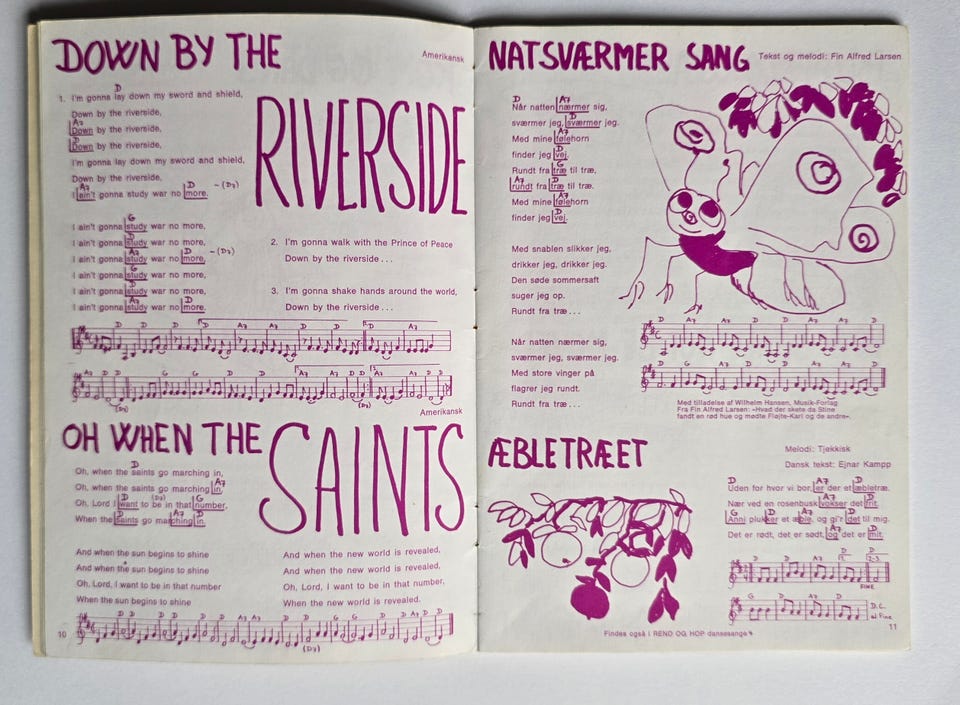 DOWN BY THE
RIVERSIDE
Amerikansk
D
1. I'm gonna lay down my sword and shield,
Down by the riverside,
A7
Down by the riverside,
D
Down by the riverside,
I'm gonna lay down my sword and shield,
Down by the riverside,
A7 D – (D7)
I ain't gonna study war no more.
G
I ain't gonna study war no more,
D
I ain't gonna study war no more,
A7 D – (D7)
I ain't gonna study war no more,
G
I ain't gonna study war no more,
D
I ain't gonna study war no more,
A7 D
I ain't gonna study war no more.
2. I'm gonna walk with the Prince of Peace
Down by the riverside...
3. I'm gonna shake hands around the world,
Down by the riverside...
Amerikansk
OH WHEN THE
SAINTS
D
Oh, when the saints go marching in,
A7
Oh, when the saints go marching in,
D (D7) G
Oh, Lord I want to be in that number,
D A7 D
When the saints go marching in.
And when the sun begins to shine
And when the sun begins to shine
Oh, Lord, I want to be in that number
When the sun begins to shine
And when the new world is revealed,
And when the new world is revealed,
Oh, Lord, I want to be in that number,
When the new world is revealed.
10
NATSVÆRMER SANG
Tekst og melodi: Fin Alfred Larsen
D A7
Når natten nærmer sig,
D
sværmer jeg, sværmer jeg.
A7
Med mine følehorn
D
finder jeg vej.
G
Rundt fra træ til træ,
A7 D
rundt fra træ til træ.
A7
Med mine følehorn
D
finder jeg vej.
Med snablen slikker jeg,
drikker jeg, drikker jeg.
Den søde sommersaft
suger jeg op.
Rundt fra træ...
Når natten nærmer sig,
sværmer jeg, sværmer jeg.
Med store vinger på
flagrer jeg rundt.
Rundt fra træ...
Med tilladelse af Wilhelm Hansen, Musik-Forlag
Fra Fin Alfred Larsen: »Hvad der skete da Stine
fandt en rød hue og mødte Fløjte-Karl og de andre«.
ÆBLETRÆET
Melodi: Tjekkisk
Dansk tekst: Ejnar Kampp
D A7 D
Uden for hvor vi bor, er der et æbletræ.
A7 D
Nær ved en rosenbusk vokser det frit.
G D A7 D
Anni plukker et æble, og gi'r det til mig.
A7 D
Det er rødt, det er sødt, og det er mit.
FINE
D.C.
al Fine
Findes også i REND OG HOP dansesange
11